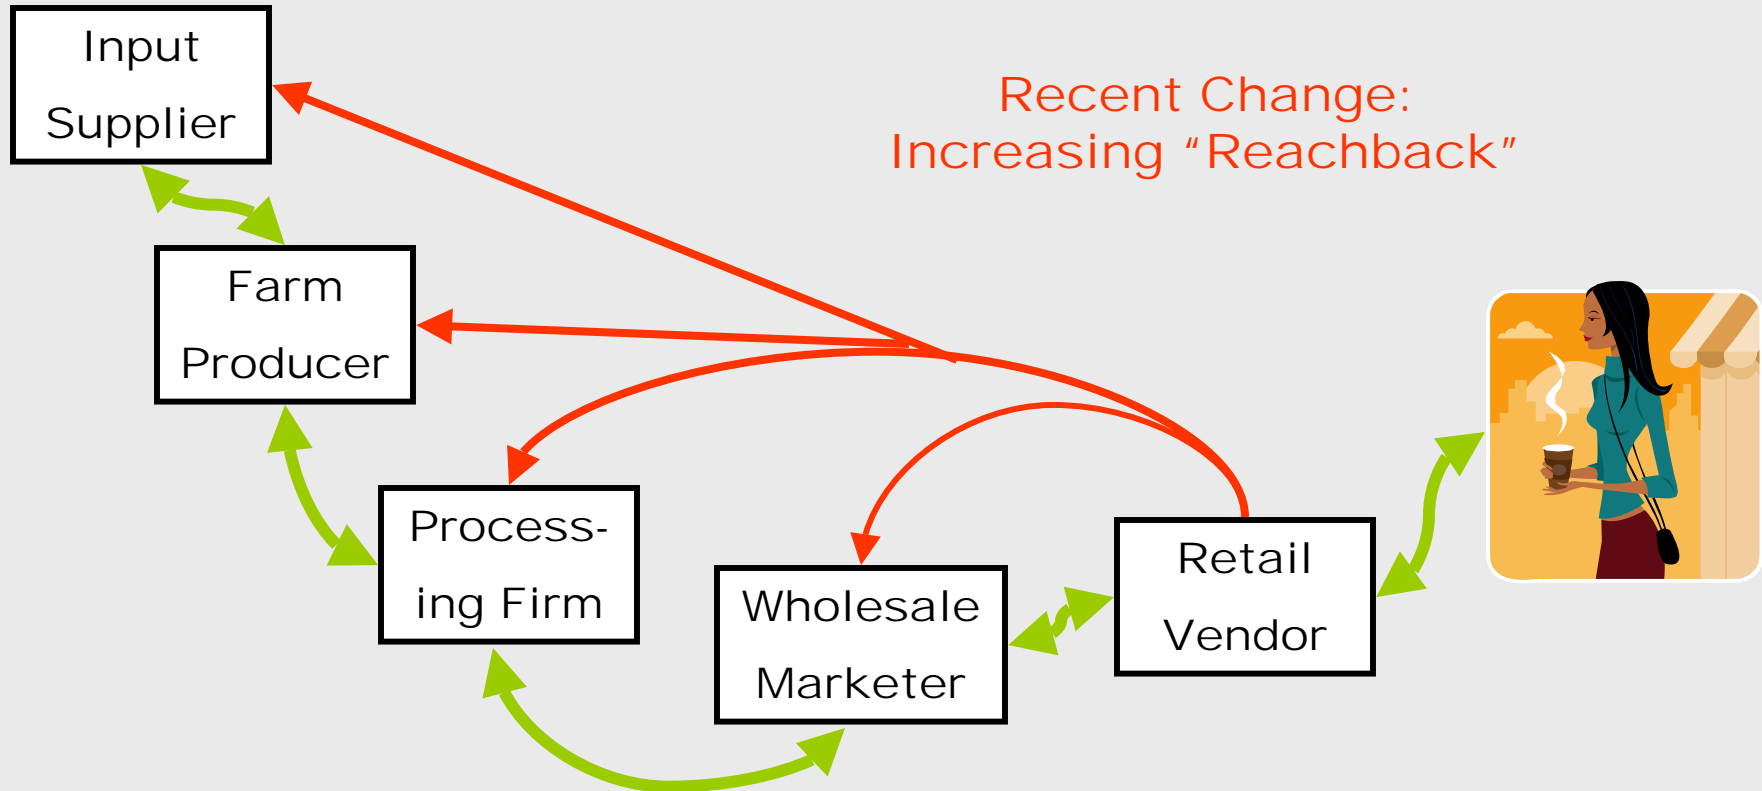 Input
Supplier
Recent Change:
Increasing “Reachback”
Farm
Producer
Process-
ing Firm
Wholesale
Marketer
Retail
Vendor